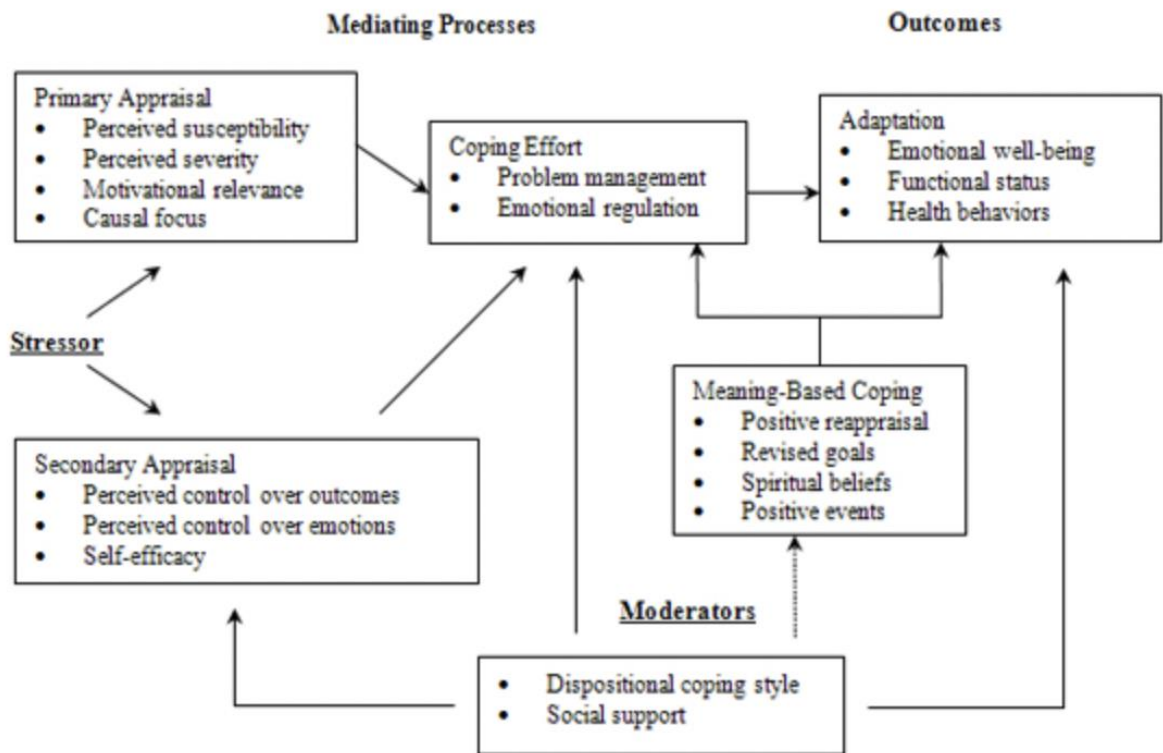 Mediating Processes
Outcomes
Primary Appraisal
• Perceived susceptibility
• Perceived severity
• Motivational relevance
• Causal focus
Coping Effort
• Problem management
• Emotional regulation
Adaptation
• Emotional well-being
• Functional status
• Health behaviors
Stressor
Secondary Appraisal
• Perceived control over outcomes
• Perceived control over emotions
• Self-efficacy
Meaning-Based Coping
• Positive reappraisal
• Revised goals
• Spiritual beliefs
• Positive events
Moderators
• Dispositional coping style
• Social support